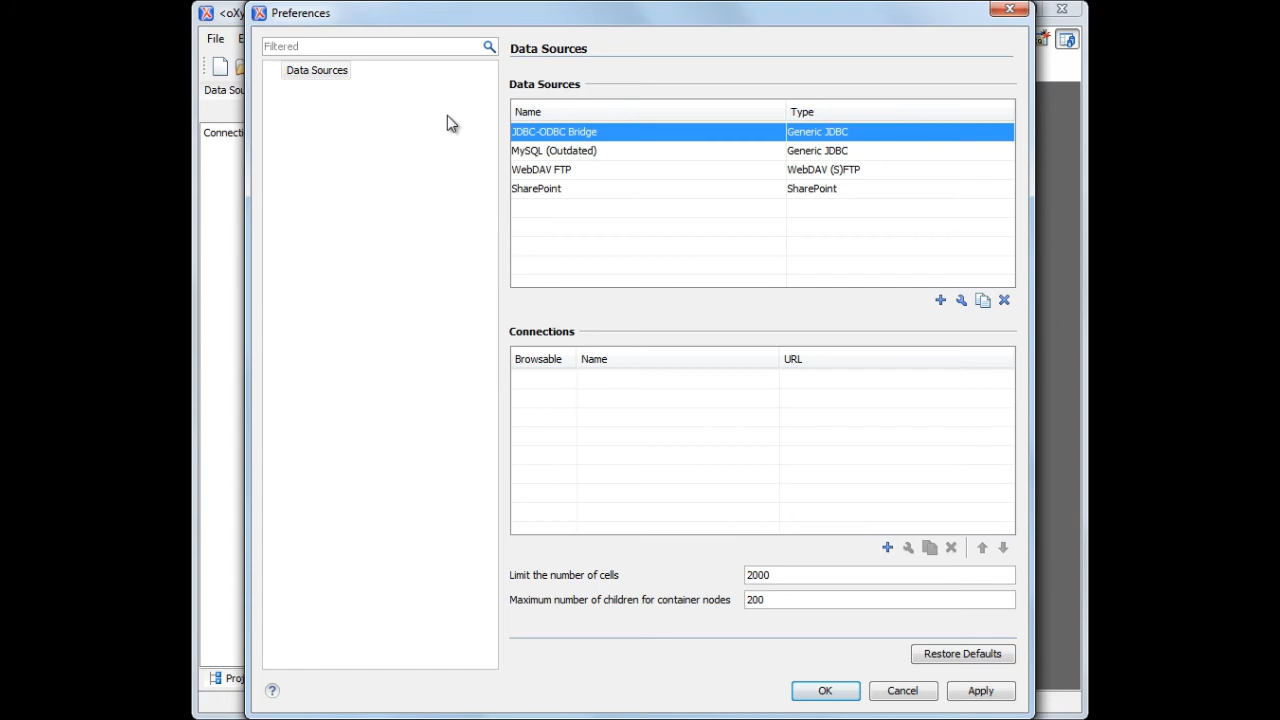 <oXy
Preferences
File
E
Filtered
Data Sources
Data Sources
Data Sou
Data Sources
Connecti
Name
Type
JDBC-ODBC Bridge
Generic JDBC
MySQL (Outdated)
Generic JDBC
WebDAV FTP
WebDAV (S)FTP
SharePoint
SharePoint
Connections
Browsable
Name
URL
Limit the number of cells
2000
Maximum number of children for container nodes
200
Restore Defaults
Proj
OK
Cancel
Apply